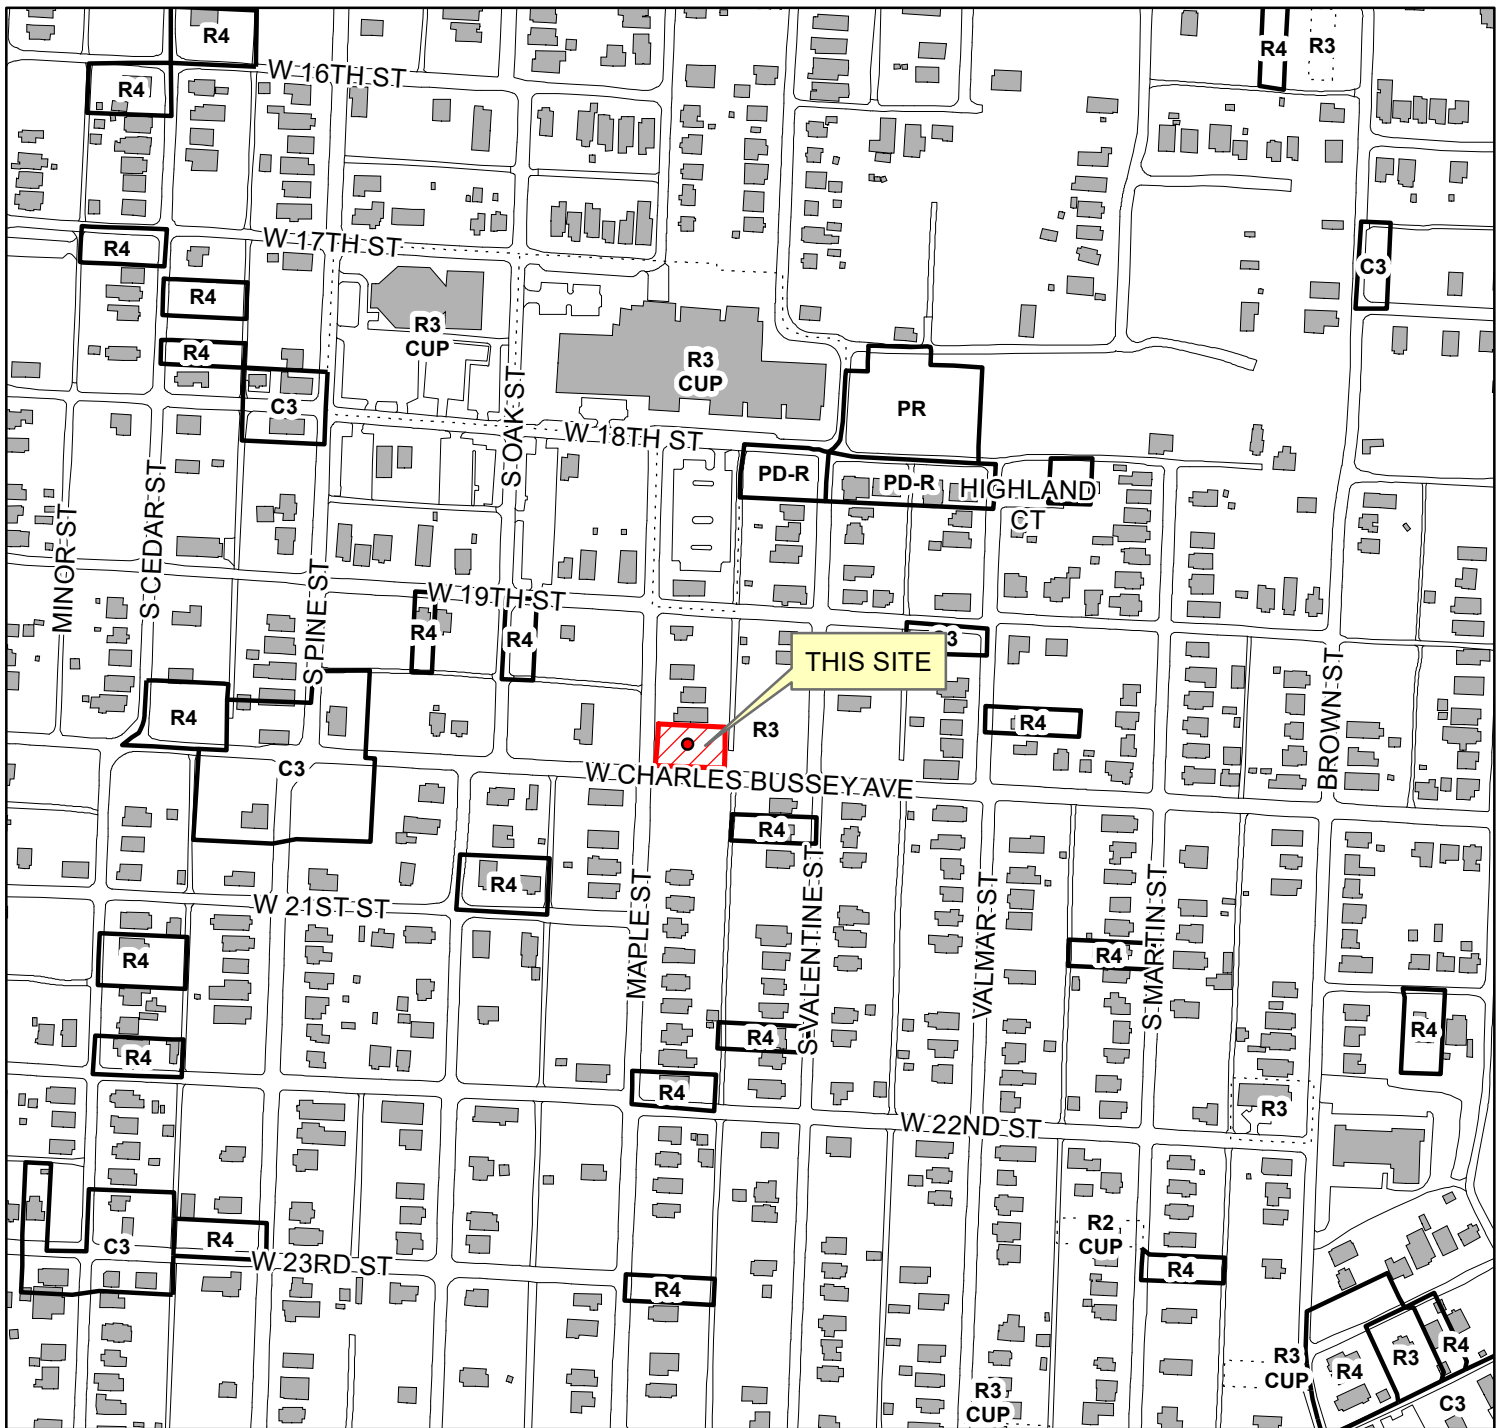 R4
R4
R3
W 16TH ST
R4
R4
W 17TH ST
C3
R4
R3
CUP
R4
R3
CUP
C3
PR
S OAK ST
W 18TH ST
PD-R
PD-R
HIGHLAND
CT
MINOR ST
S CEDAR ST
S PINE ST
W 19TH ST
R4
R4
C3
THIS SITE
BROWN ST
R4
R3
R4
C3
W CHARLES BUSSEY AVE
R4
R4
W 21ST ST
MAPLE ST
S VALENTINE ST
VALMAR ST
S MARTIN ST
R4
R4
R4
R4
R4
R4
R3
W 22ND ST
R2
CUP
C3
R4
W 23RD ST
R4
R4
R3
CUP
R4
R3
R4
R3
CUP
C3